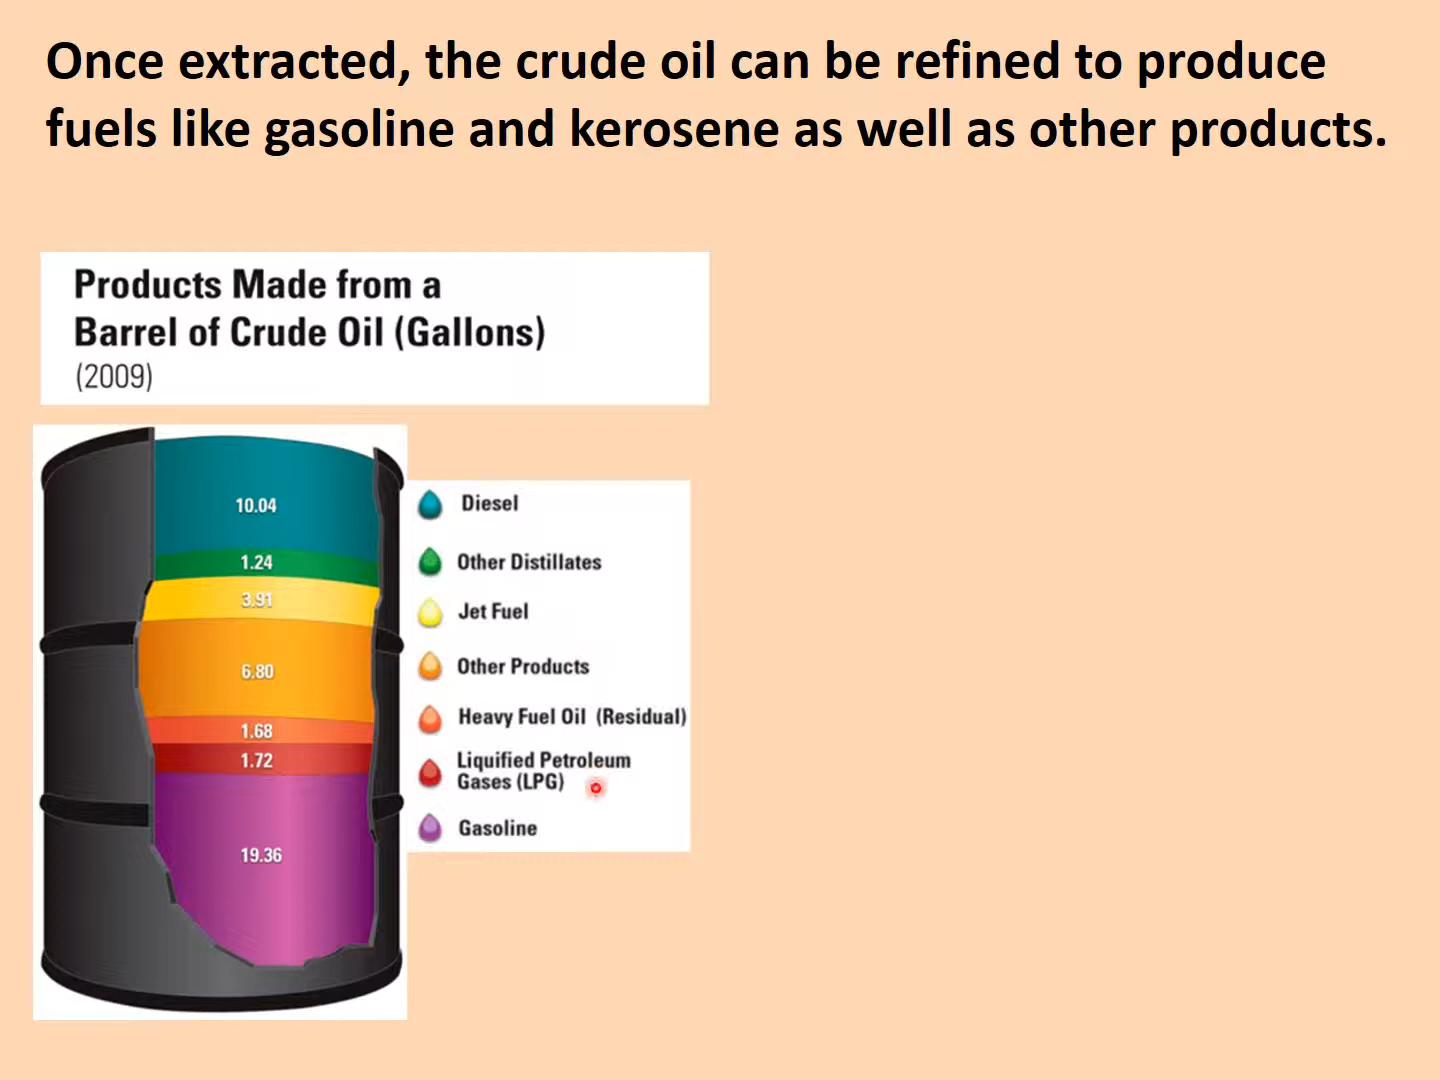 Once extracted, the crude oil can be refined to produce
fuels like gasoline and kerosene as well as other products.
Products Made from a
Barrel of Crude Oil (Gallons)
(2009)
10.04
Diesel
1.24
Other Distillates
3.91
Jet Fuel
6.80
Other Products
1.68
Heavy Fuel Oil (Residual)
1.72
Liquified Petroleum
Gases (LPG)
19.36
Gasoline